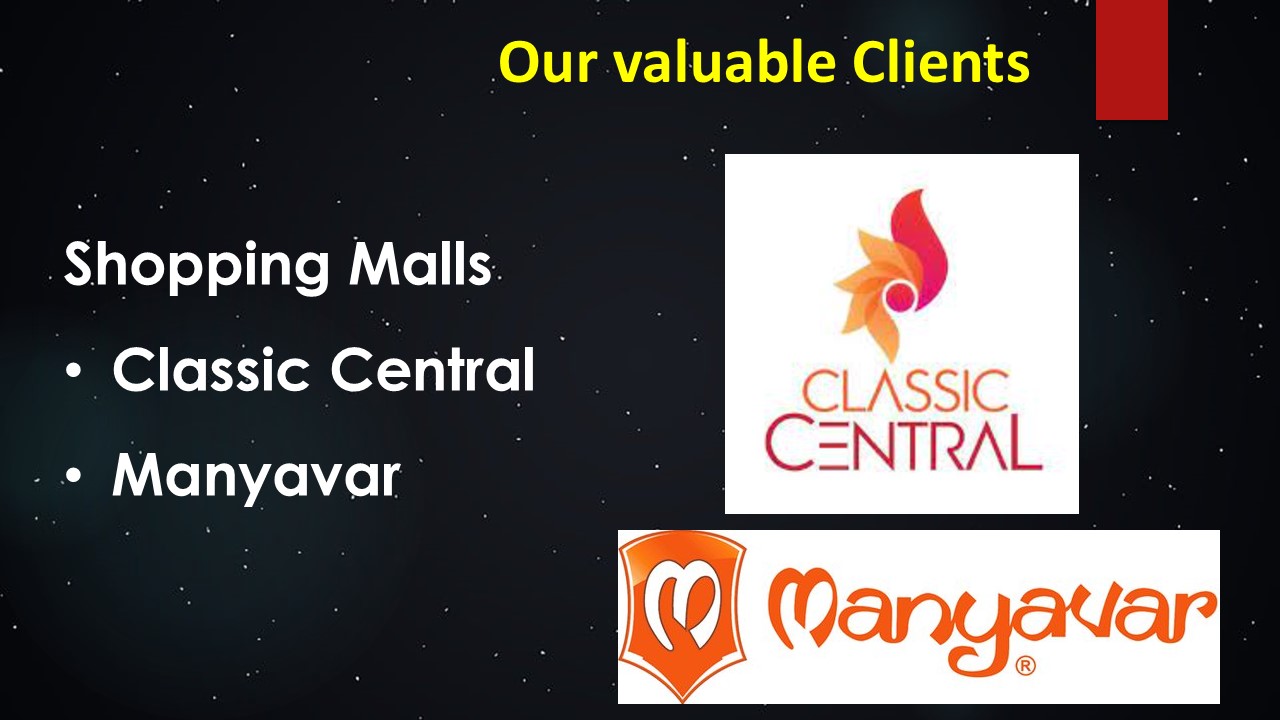 Our valuable Clients
Shopping Malls
• Classic Central
• Manyavar
CLASSIC
CENTRAL
M Manyavar ®